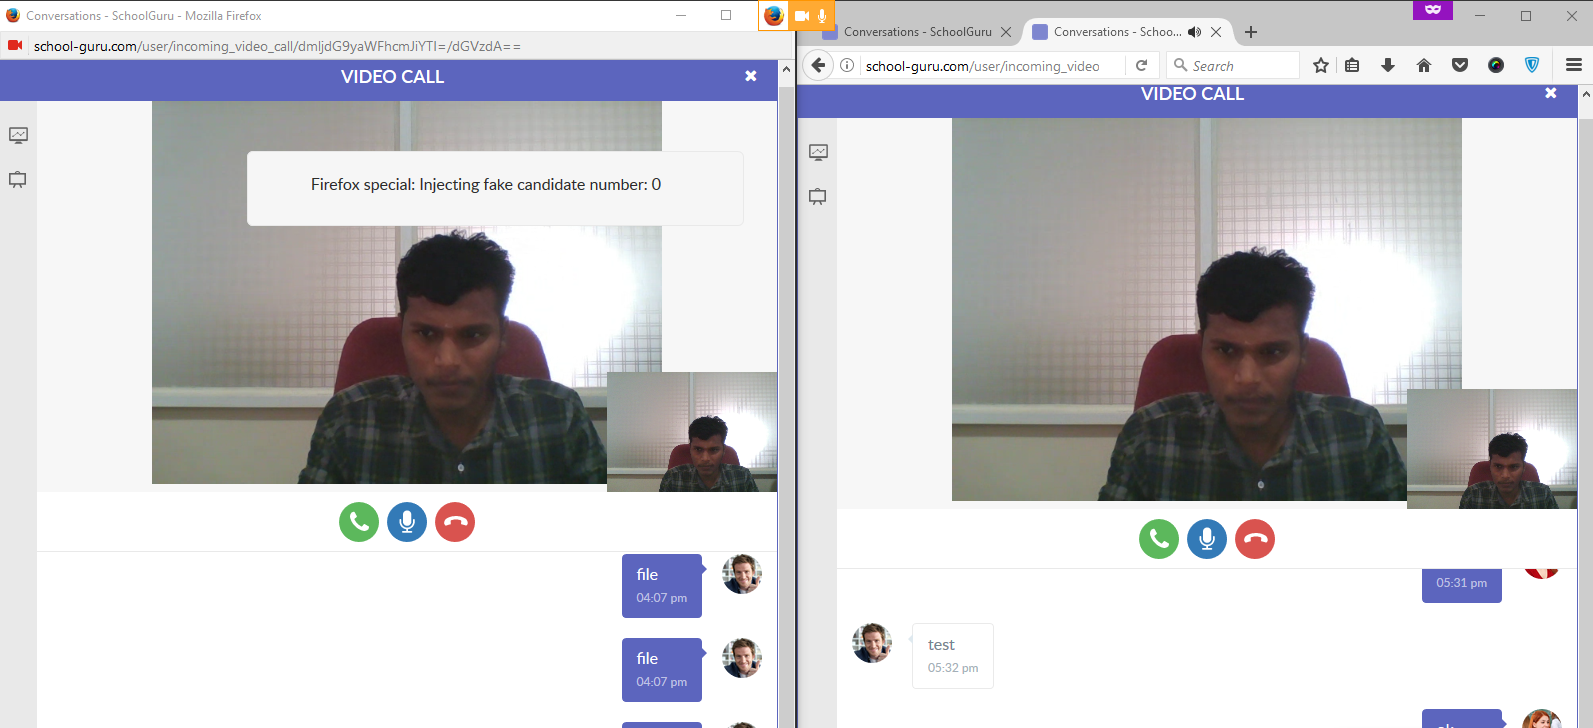 Conversations - SchoolGuru - Mozilla Firefox
school-guru.com/user/incoming_video_call/dmljdG9yaWFhcmJiYTI=/dGVzdA==
VIDEO CALL
Firefox special: Injecting fake candidate number: 0
file
04:07 pm
file
04:07 pm
Conversations - SchoolGuru
Conversations - Schoo...
school-guru.com/user/incoming_video
Search
VIDEO CALL
05:31 pm
test
05:32 pm